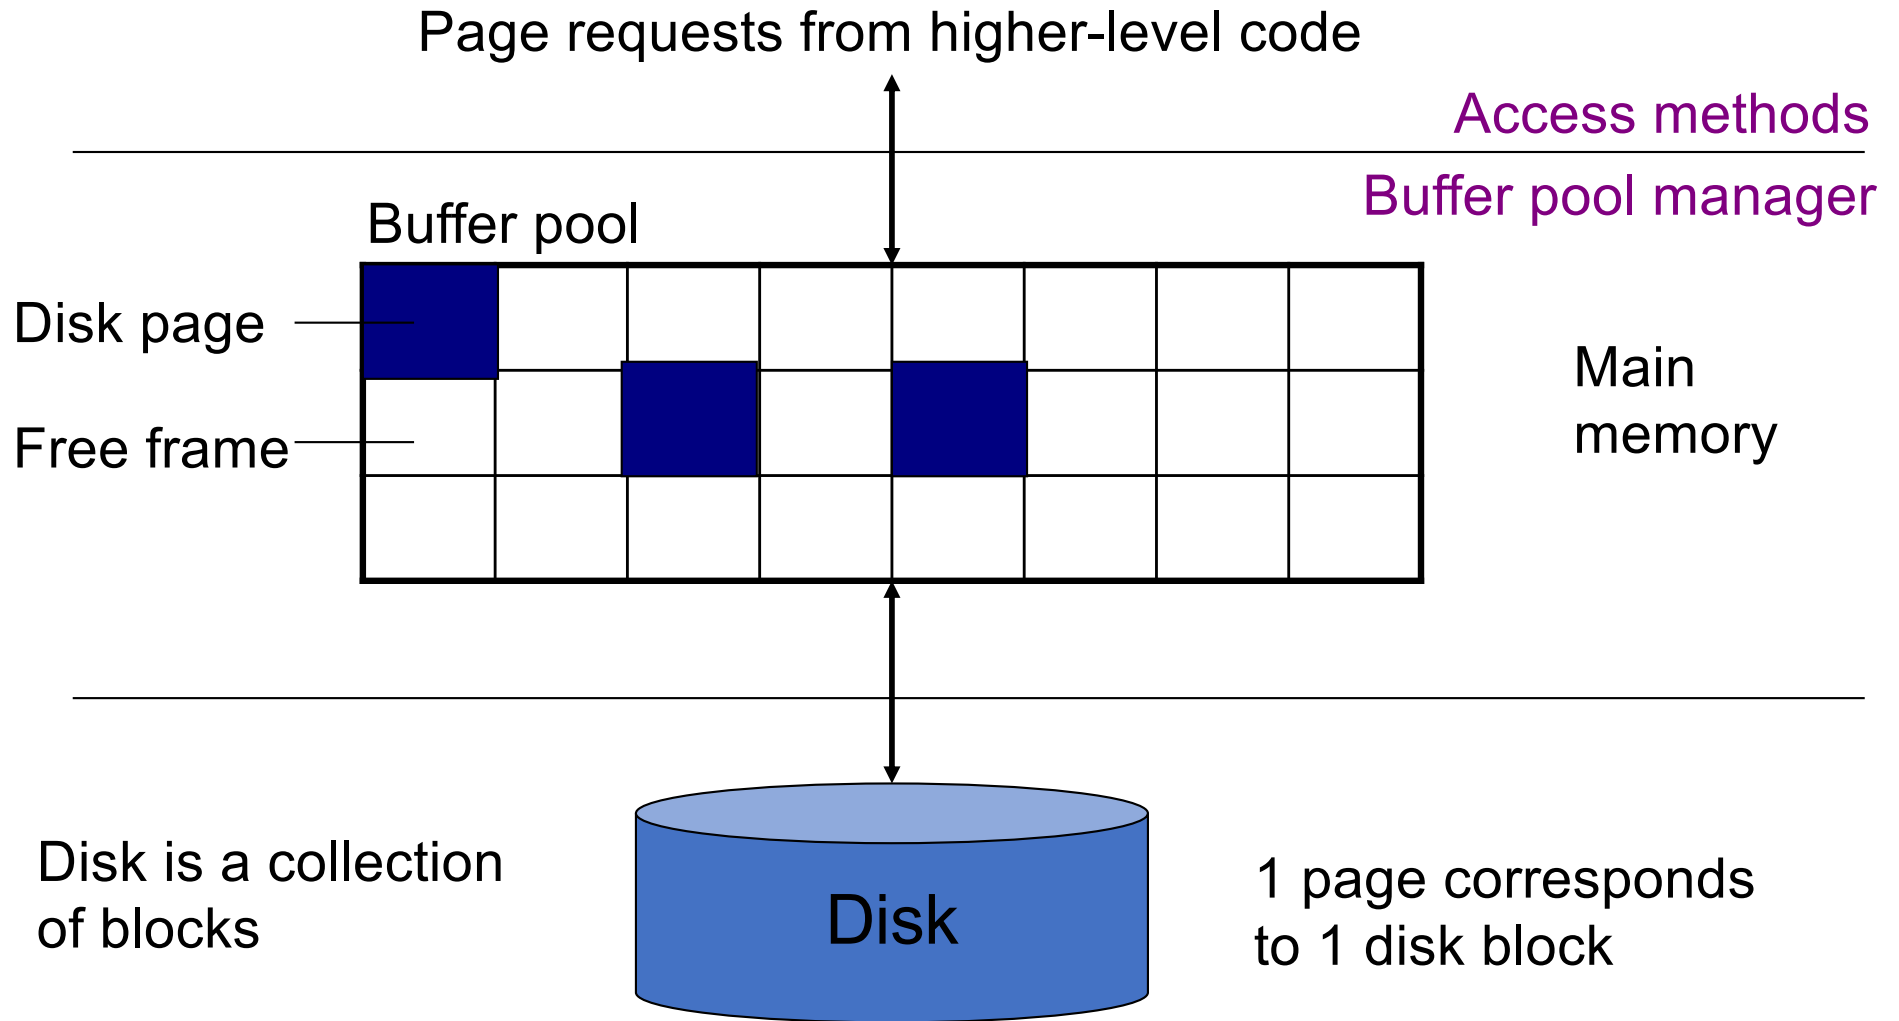 Page requests from higher-level code
Access methods
Buffer pool manager
Buffer pool
Disk page
Free frame
Main
memory
Disk is a collection
of blocks
Disk
1 page corresponds
to 1 disk block